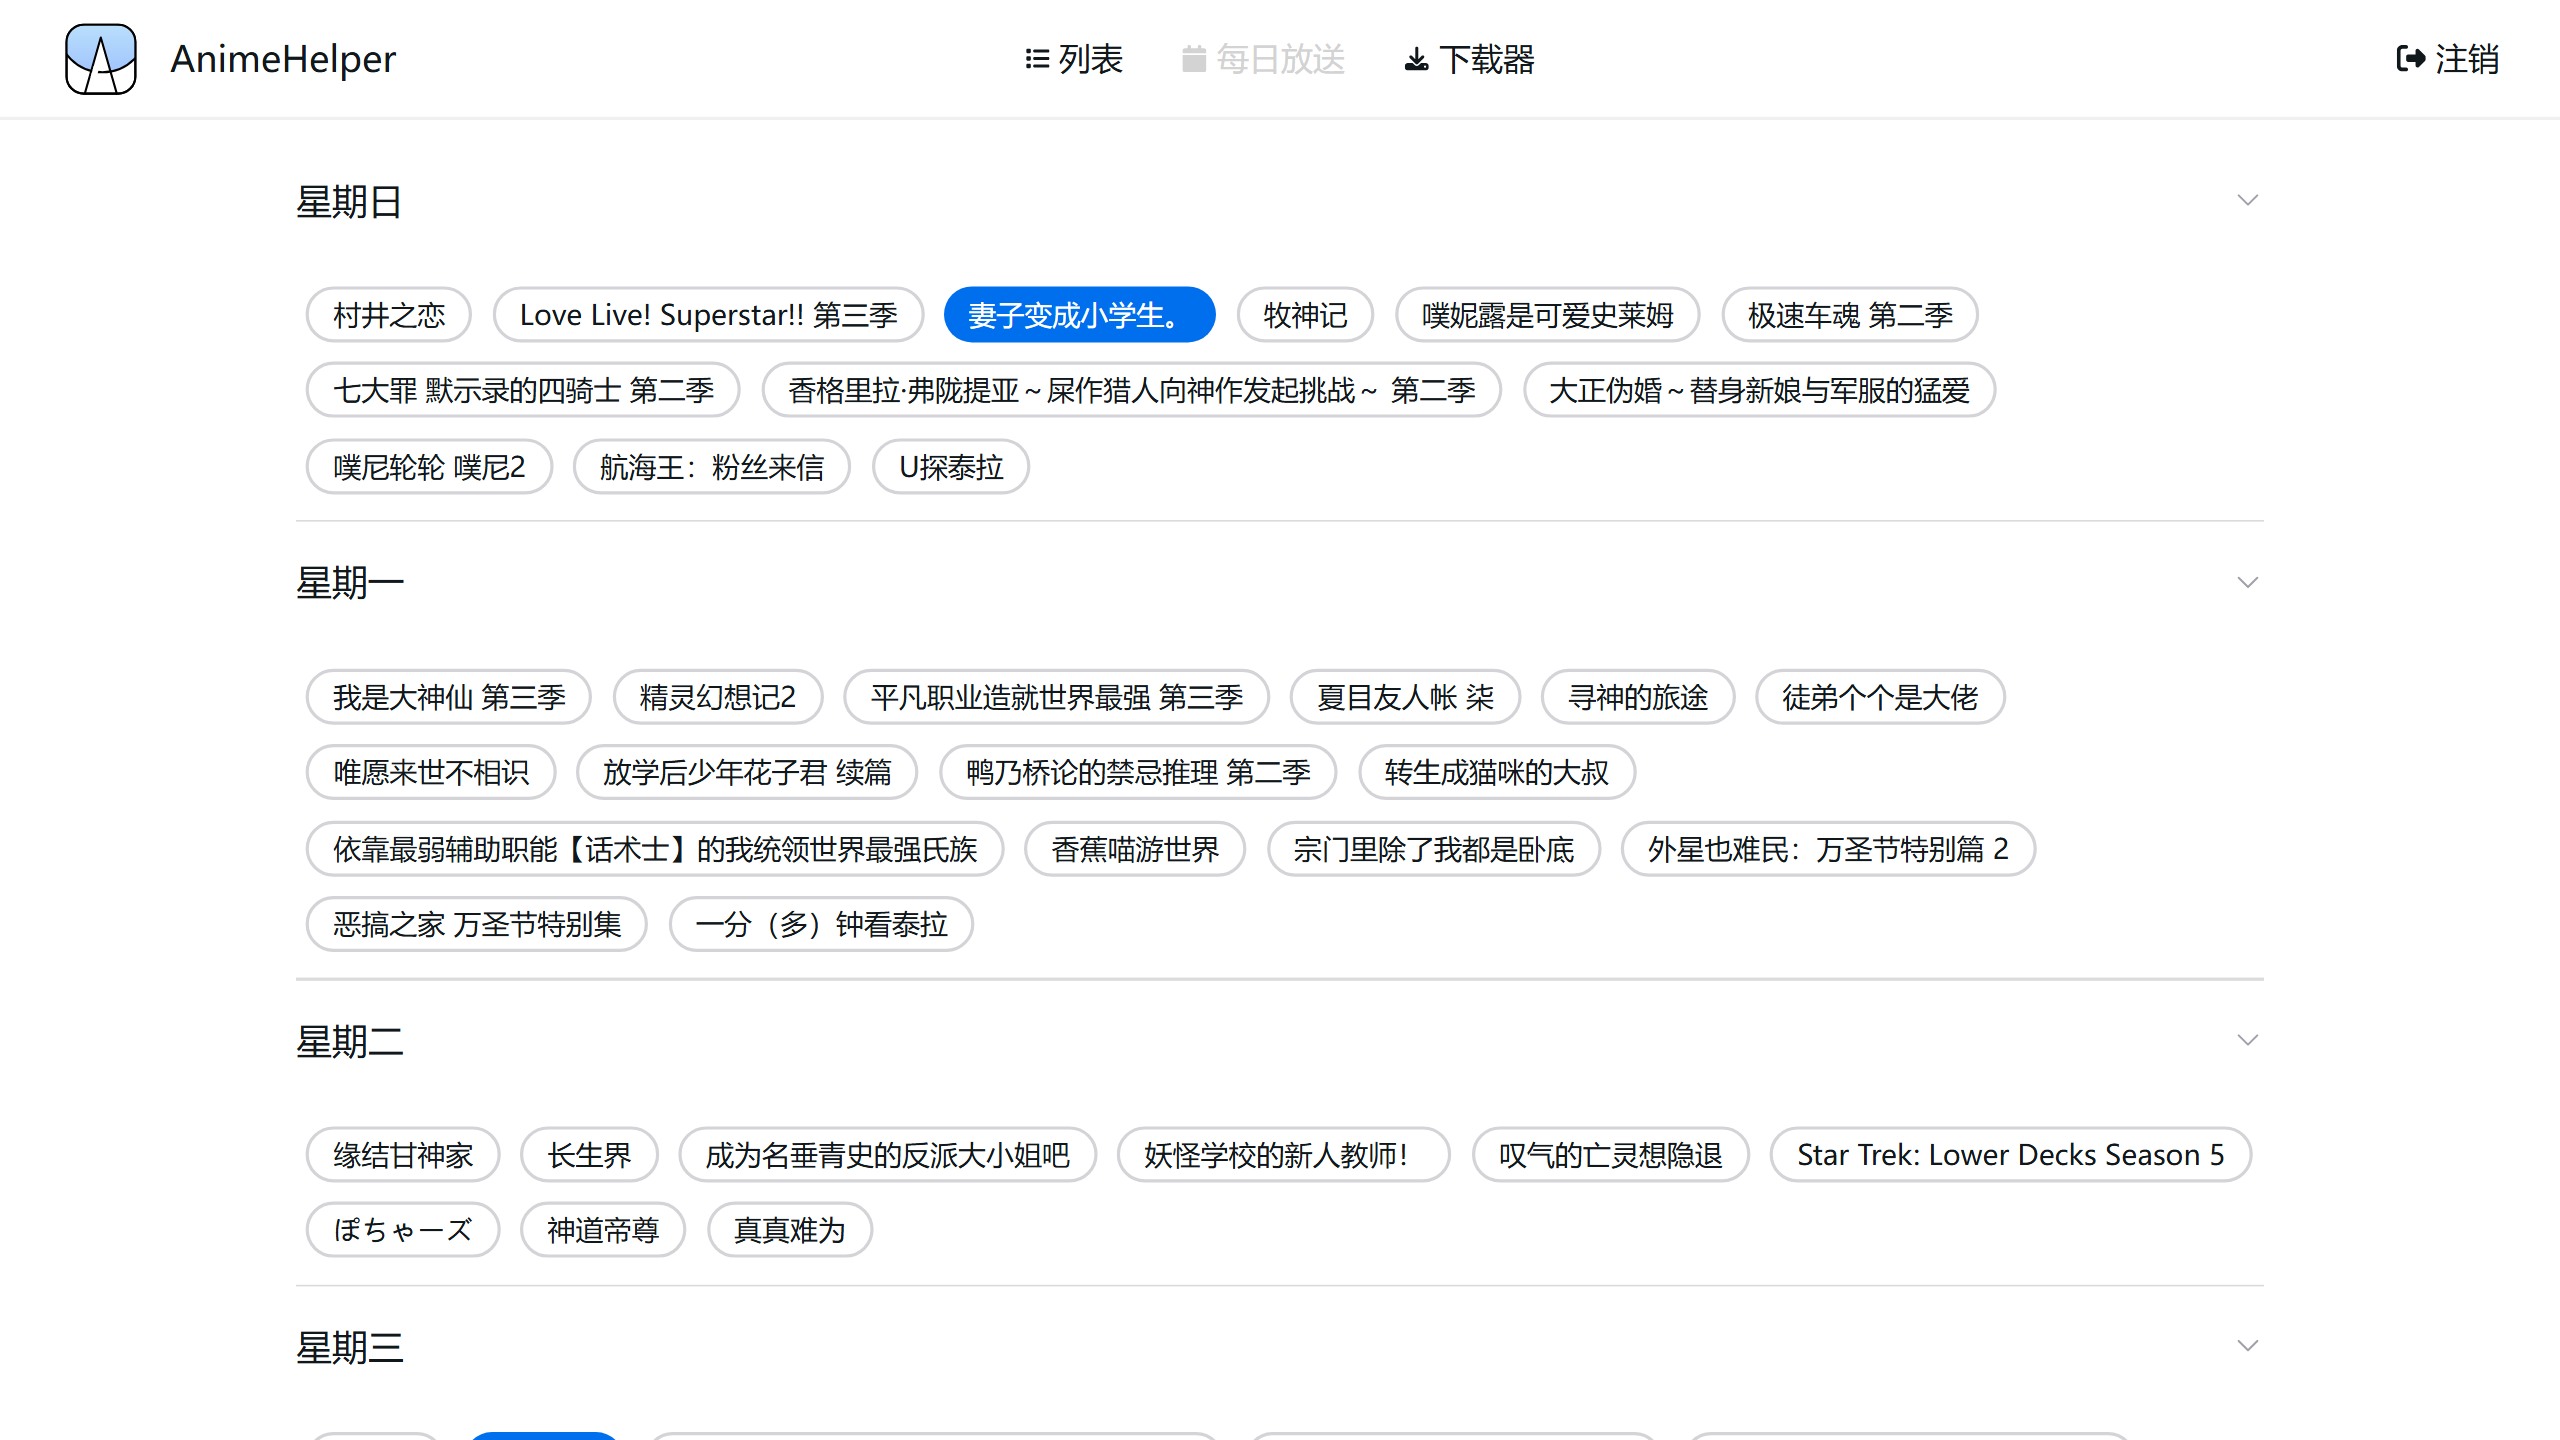 AnimeHelper 列表 每日放送 下载器 注销
星期日
村井之恋 Love Live! Superstar!! 第三季 妻子变成小学生。 牧神记 噗妮露是可爱史莱姆 极速车魂 第二季
七大罪 默示录的四骑士 第二季 香格里拉·弗陇提亚～屎作猎人向神作发起挑战～ 第二季 大正伪婚～替身新娘与军服的猛爱
噗尼轮轮 噗尼2 航海王：粉丝来信 U探泰拉
星期一
我是大神仙 第三季 精灵幻想记2 平凡职业造就世界最强 第三季 夏目友人帐 柒 寻神的旅途 徒弟个个是大佬
唯愿来世不相识 放学后少年花子君 续篇 鸭乃桥论的禁忌推理 第二季 转生成猫咪的大叔
依靠最弱辅助职能【话术士】的我统领世界最强氏族 香蕉喵游世界 宗门里除了我都是卧底 外星也难民：万圣节特别篇 2
恶搞之家 万圣节特别集 一分（多）钟看泰拉
星期二
缘结甘神家 长生界 成为名垂青史的反派大小姐吧 妖怪学校的新人教师！ 叹气的亡灵想隐退 Star Trek: Lower Decks Season 5
ぽちゃーズ 神道帝尊 真真难为
星期三